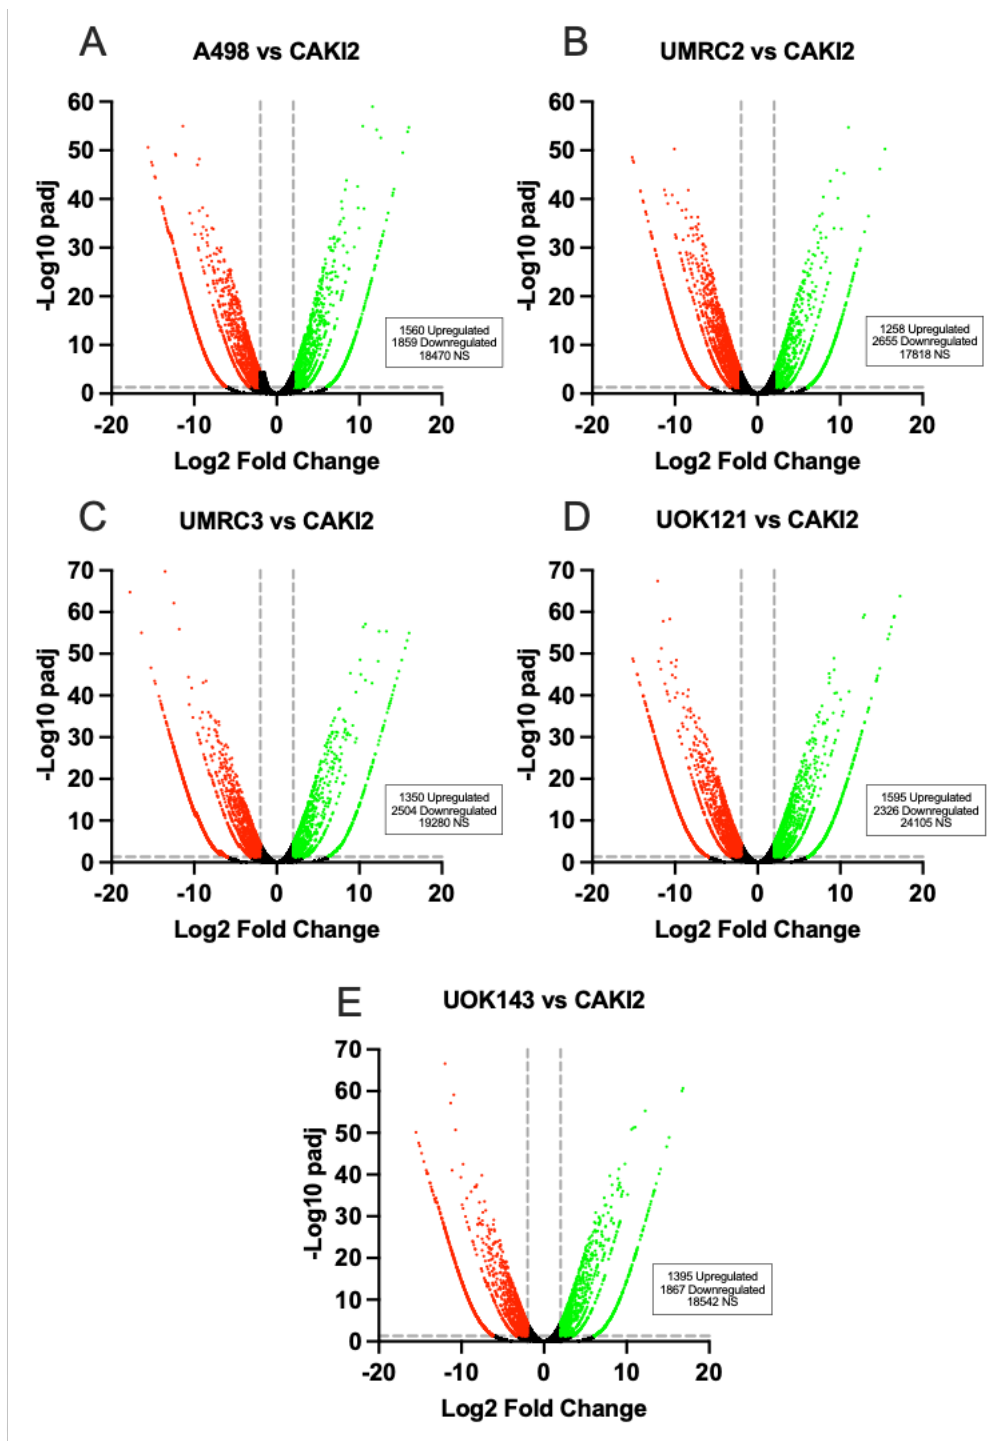 A
A498 vs CAKI2
60
50
40
30
20
10
0
-Log10 padj
1560 Upregulated
1859 Downregulated
18470 NS
-20 -10 0 10 20
Log2 Fold Change
B
UMRC2 vs CAKI2
60
50
40
30
20
10
0
-Log10 padj
1258 Upregulated
2655 Downregulated
17818 NS
-20 -10 0 10 20
Log2 Fold Change
C
UMRC3 vs CAKI2
70
60
50
40
30
20
10
0
-Log10 padj
1350 Upregulated
2504 Downregulated
19280 NS
-20 -10 0 10 20
Log2 Fold Change
D
UOK121 vs CAKI2
70
60
50
40
30
20
10
0
-Log10 padj
1595 Upregulated
2326 Downregulated
24105 NS
-20 -10 0 10 20
Log2 Fold Change
E
UOK143 vs CAKI2
70
60
50
40
30
20
10
0
-Log10 padj
1395 Upregulated
1867 Downregulated
18542 NS
-20 -10 0 10 20
Log2 Fold Change